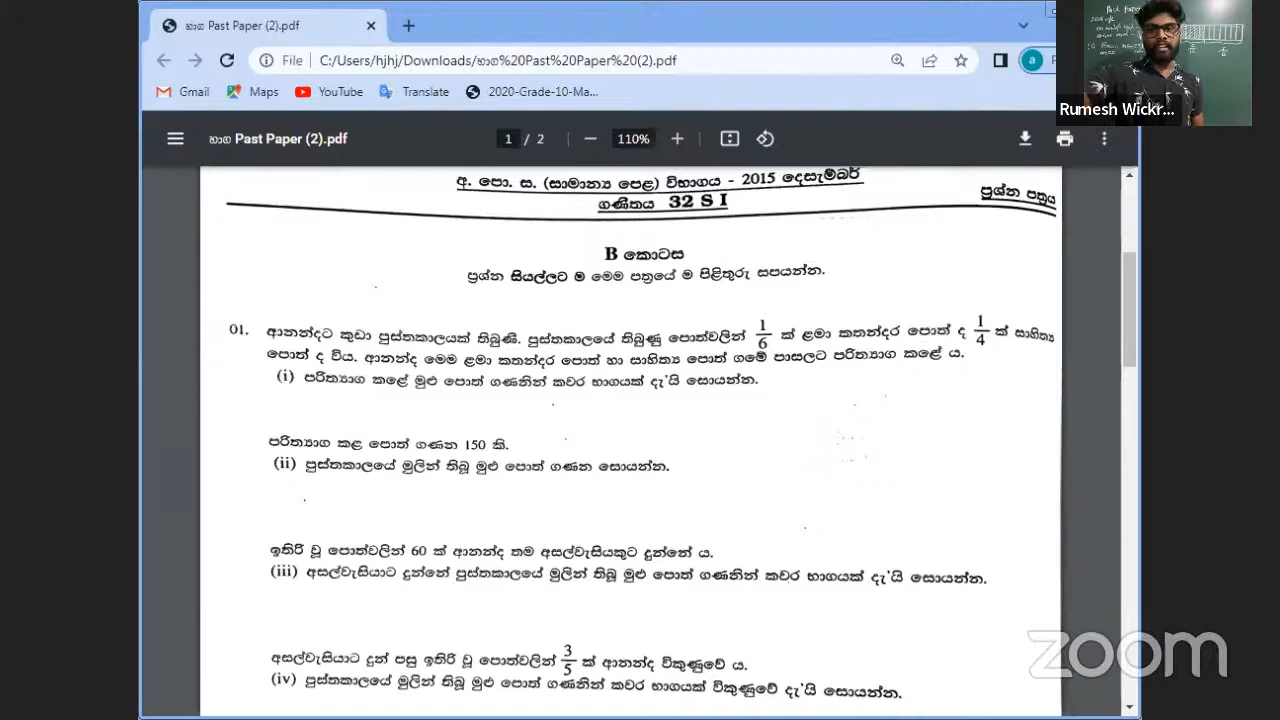 හාග Past Paper (2).pdf
File
C:/Users/hjhj/Downloads/භාග%20Past%20Paper%20(2).pdf
a
Gmail
Maps
YouTube
Translate
2020-Grade-10-Ma...
Rumesh Wickr...
හාග Past Paper (2).pdf
1 / 2
110%
අ. පො. ස. (සාමාන්‍ය පෙළ) විභාගය - 2015 දෙසැම්බර්
ගණිතය 32 S I
ප්‍රශ්න පත්‍රය
B කොටස
ප්‍රශ්න සියල්ලට ම මෙම පත්‍රයේ ම පිළිතුරු සපයන්න.
01. ආනන්දට කුඩා පුස්තකාලයක් තිබුණි. පුස්තකාලයේ තිබුණු පොත්වලින් 1/6 ක් ළමා කතන්දර පොත් ද 1/4 ක් සාහිත්‍ය
පොත් ද විය. ආනන්ද මෙම ළමා කතන්දර පොත් හා සාහිත්‍ය පොත් ගමේ පාසලට පරිත්‍යාග කළේ ය.
(i) පරිත්‍යාග කළේ මුළු පොත් ගණනින් කවර භාගයක් දැ'යි සොයන්න.
පරිත්‍යාග කළ පොත් ගණන 150 කි.
(ii) පුස්තකාලයේ මුලින් තිබූ මුළු පොත් ගණන සොයන්න.
ඉතිරි වූ පොත්වලින් 60 ක් ආනන්ද තම අසල්වැසියකුට දුන්නේ ය.
(iii) අසල්වැසියාට දුන්නේ පුස්තකාලයේ මුලින් තිබූ මුළු පොත් ගණනින් කවර භාගයක් දැ'යි සොයන්න.
අසල්වැසියාට දුන් පසු ඉතිරි වූ පොත්වලින් 3/5 ක් ආනන්ද විකුණුවේ ය.
(iv) පුස්තකාලයේ මුලින් තිබූ මුළු පොත් ගණනින් කවර භාගයක් විකුණුවේ දැ'යි සොයන්න.
zoom